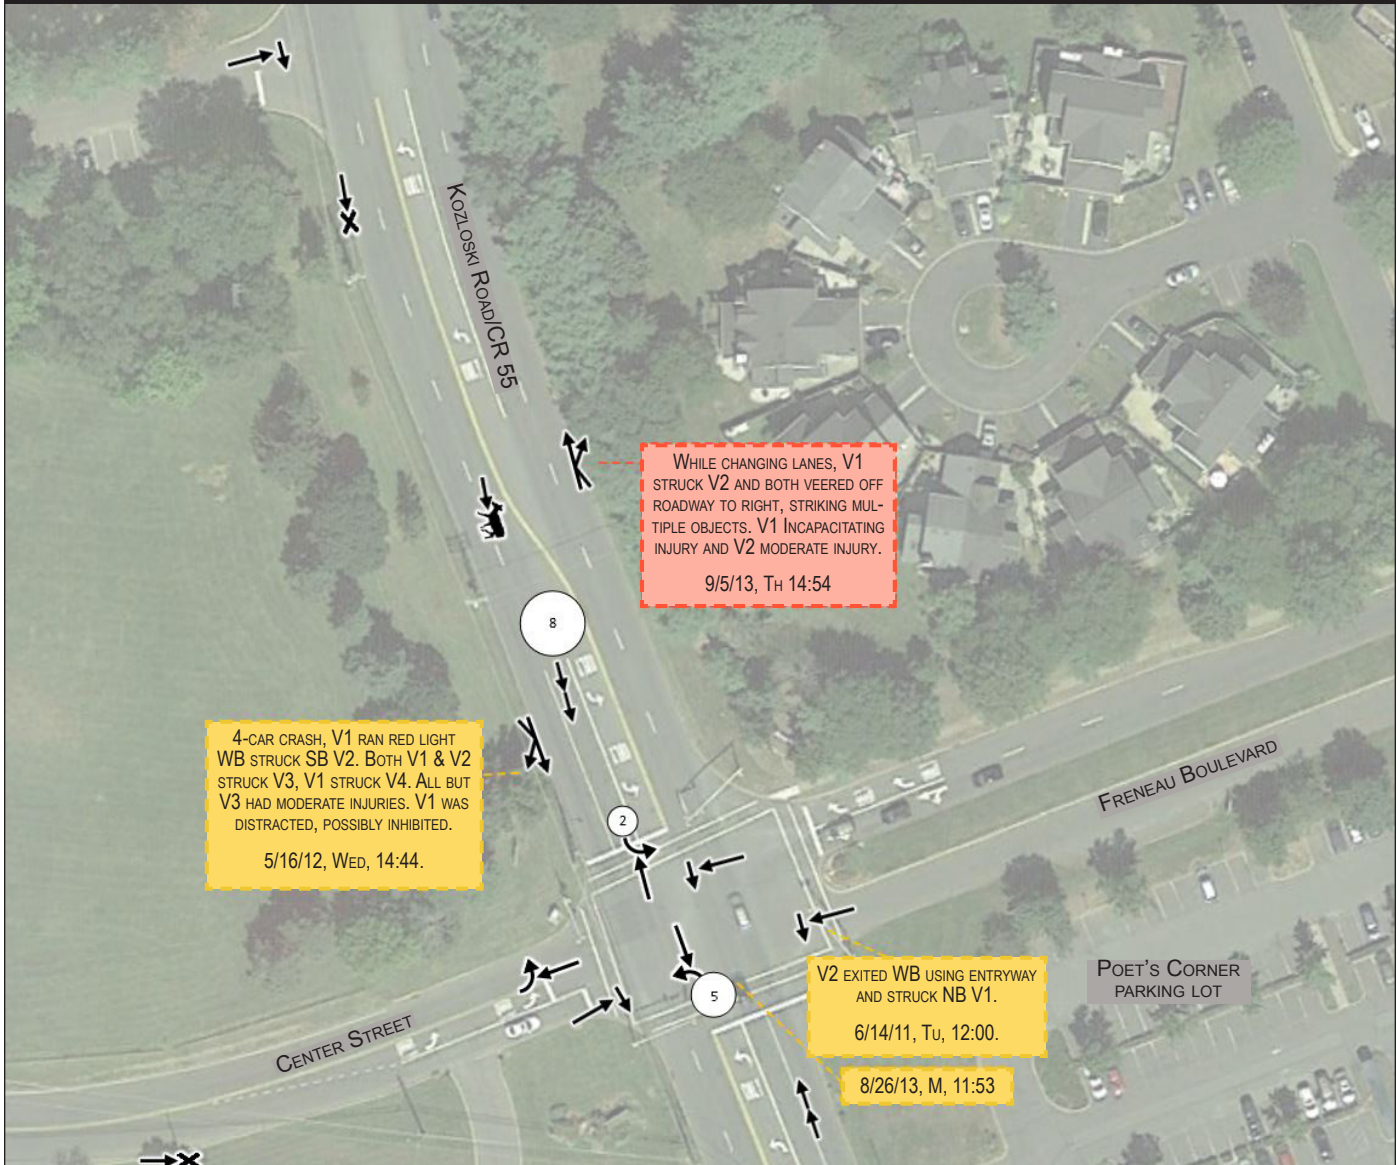 Kozloski Road/CR 55
While changing lanes, V1
struck V2 and both veered off
roadway to right, striking mul-
tiple objects. V1 Incapacitating
injury and V2 moderate injury.
9/5/13, Th 14:54
8
4-car crash, V1 ran red light
WB struck SB V2. Both V1 & V2
struck V3, V1 struck V4. All but
V3 had moderate injuries. V1 was
distracted, possibly inhibited.
5/16/12, Wed, 14:44.
Freneau Boulevard
2
V2 exited WB using entryway
and struck NB V1.
6/14/11, Tu, 12:00.
Poet's Corner
parking lot
5
Center Street
8/26/13, M, 11:53